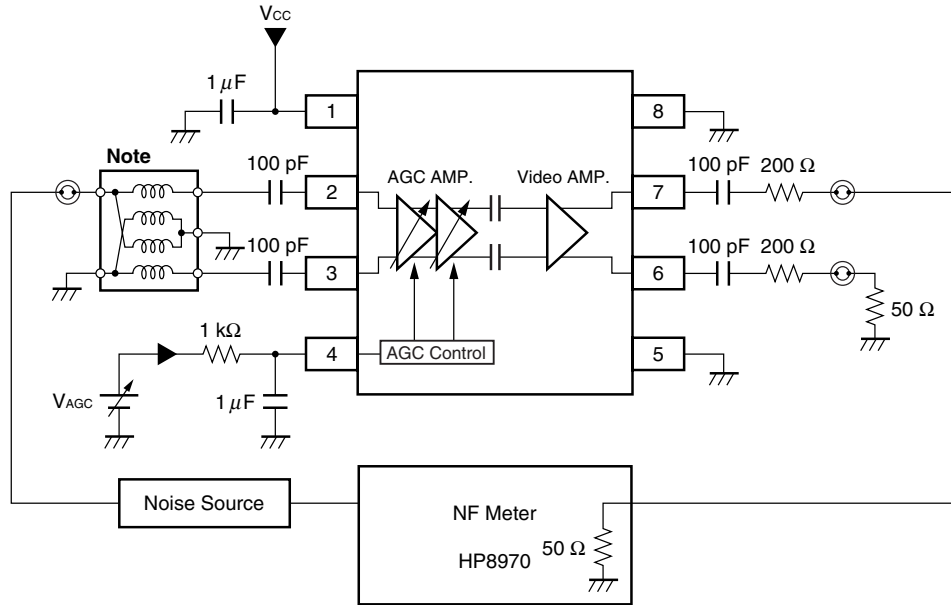 VCC
1 μF
1
8
Note
100 pF
2
AGC AMP.
Video AMP.
7
100 pF
200 Ω
100 pF
3
6
100 pF
200 Ω
50 Ω
1 kΩ
4
AGC Control
5
VAGC
1 μF
Noise Source
NF Meter
HP8970
50 Ω